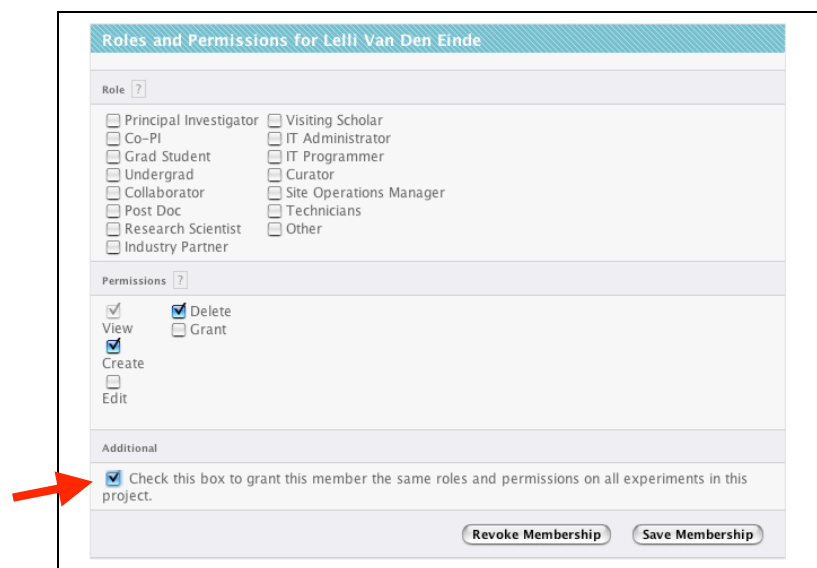 Roles and Permissions for Lelli Van Den Einde
Role ?
Principal Investigator Visiting Scholar
Co-PI IT Administrator
Grad Student IT Programmer
Undergrad Curator
Collaborator Site Operations Manager
Post Doc Technicians
Research Scientist Other
Industry Partner
Permissions ?
View Delete
Create Grant
Edit
Additional
Check this box to grant this member the same roles and permissions on all experiments in this
project.
Revoke Membership Save Membership